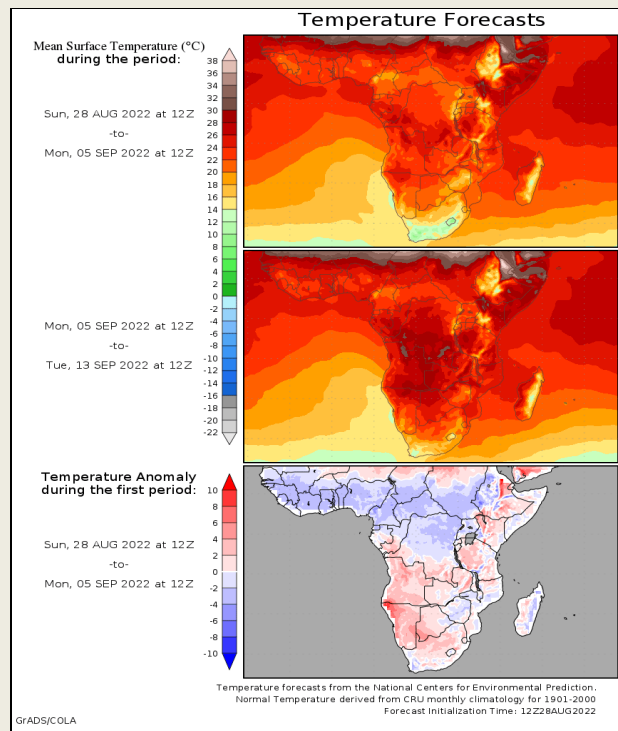 Temperature Forecasts
Mean Surface Temperature (°C)
during the period:
Sun, 28 AUG 2022 at 12Z
-to-
Mon, 05 SEP 2022 at 12Z
38
36
34
32
30
28
26
24
22
20
18
16
14
12
10
8
6
4
2
0
-2
-4
-6
-8
-10
-12
-14
-16
-18
-20
-22
Mon, 05 SEP 2022 at 12Z
-to-
Tue, 13 SEP 2022 at 12Z
Temperature Anomaly
during the first period:
Sun, 28 AUG 2022 at 12Z
-to-
Mon, 05 SEP 2022 at 12Z
10
8
6
4
2
0
-2
-4
-6
-8
-10
Temperature forecasts from the National Centers for Environmental Prediction.
Normal Temperature derived from CRU monthly climatology for 1901-2000
Forecast Initialization Time: 12Z28AUG2022
GrADS/COLA